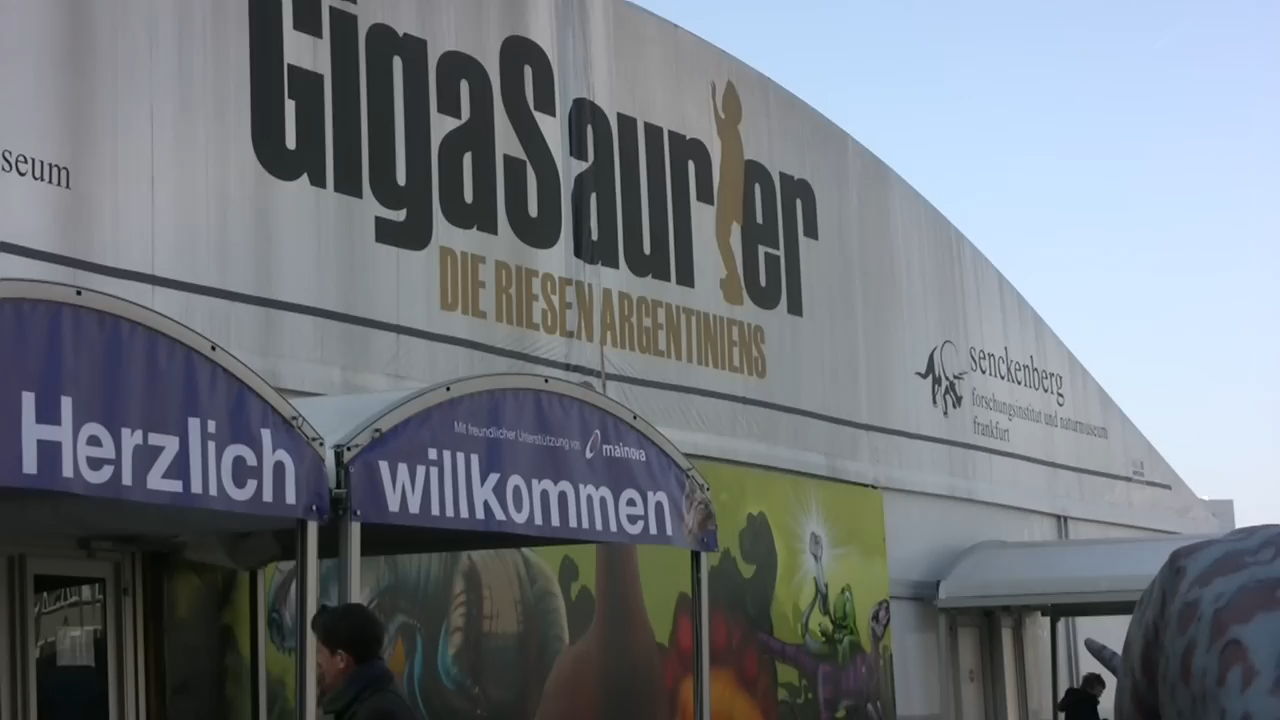 GigaSaurier
seum
DIE RIESEN ARGENTINIENS
senckenberg
forschungsinstitut und naturmuseum
frankfurt
Herzlich
Mit freundlicher Unterstützung von mainova
willkommen